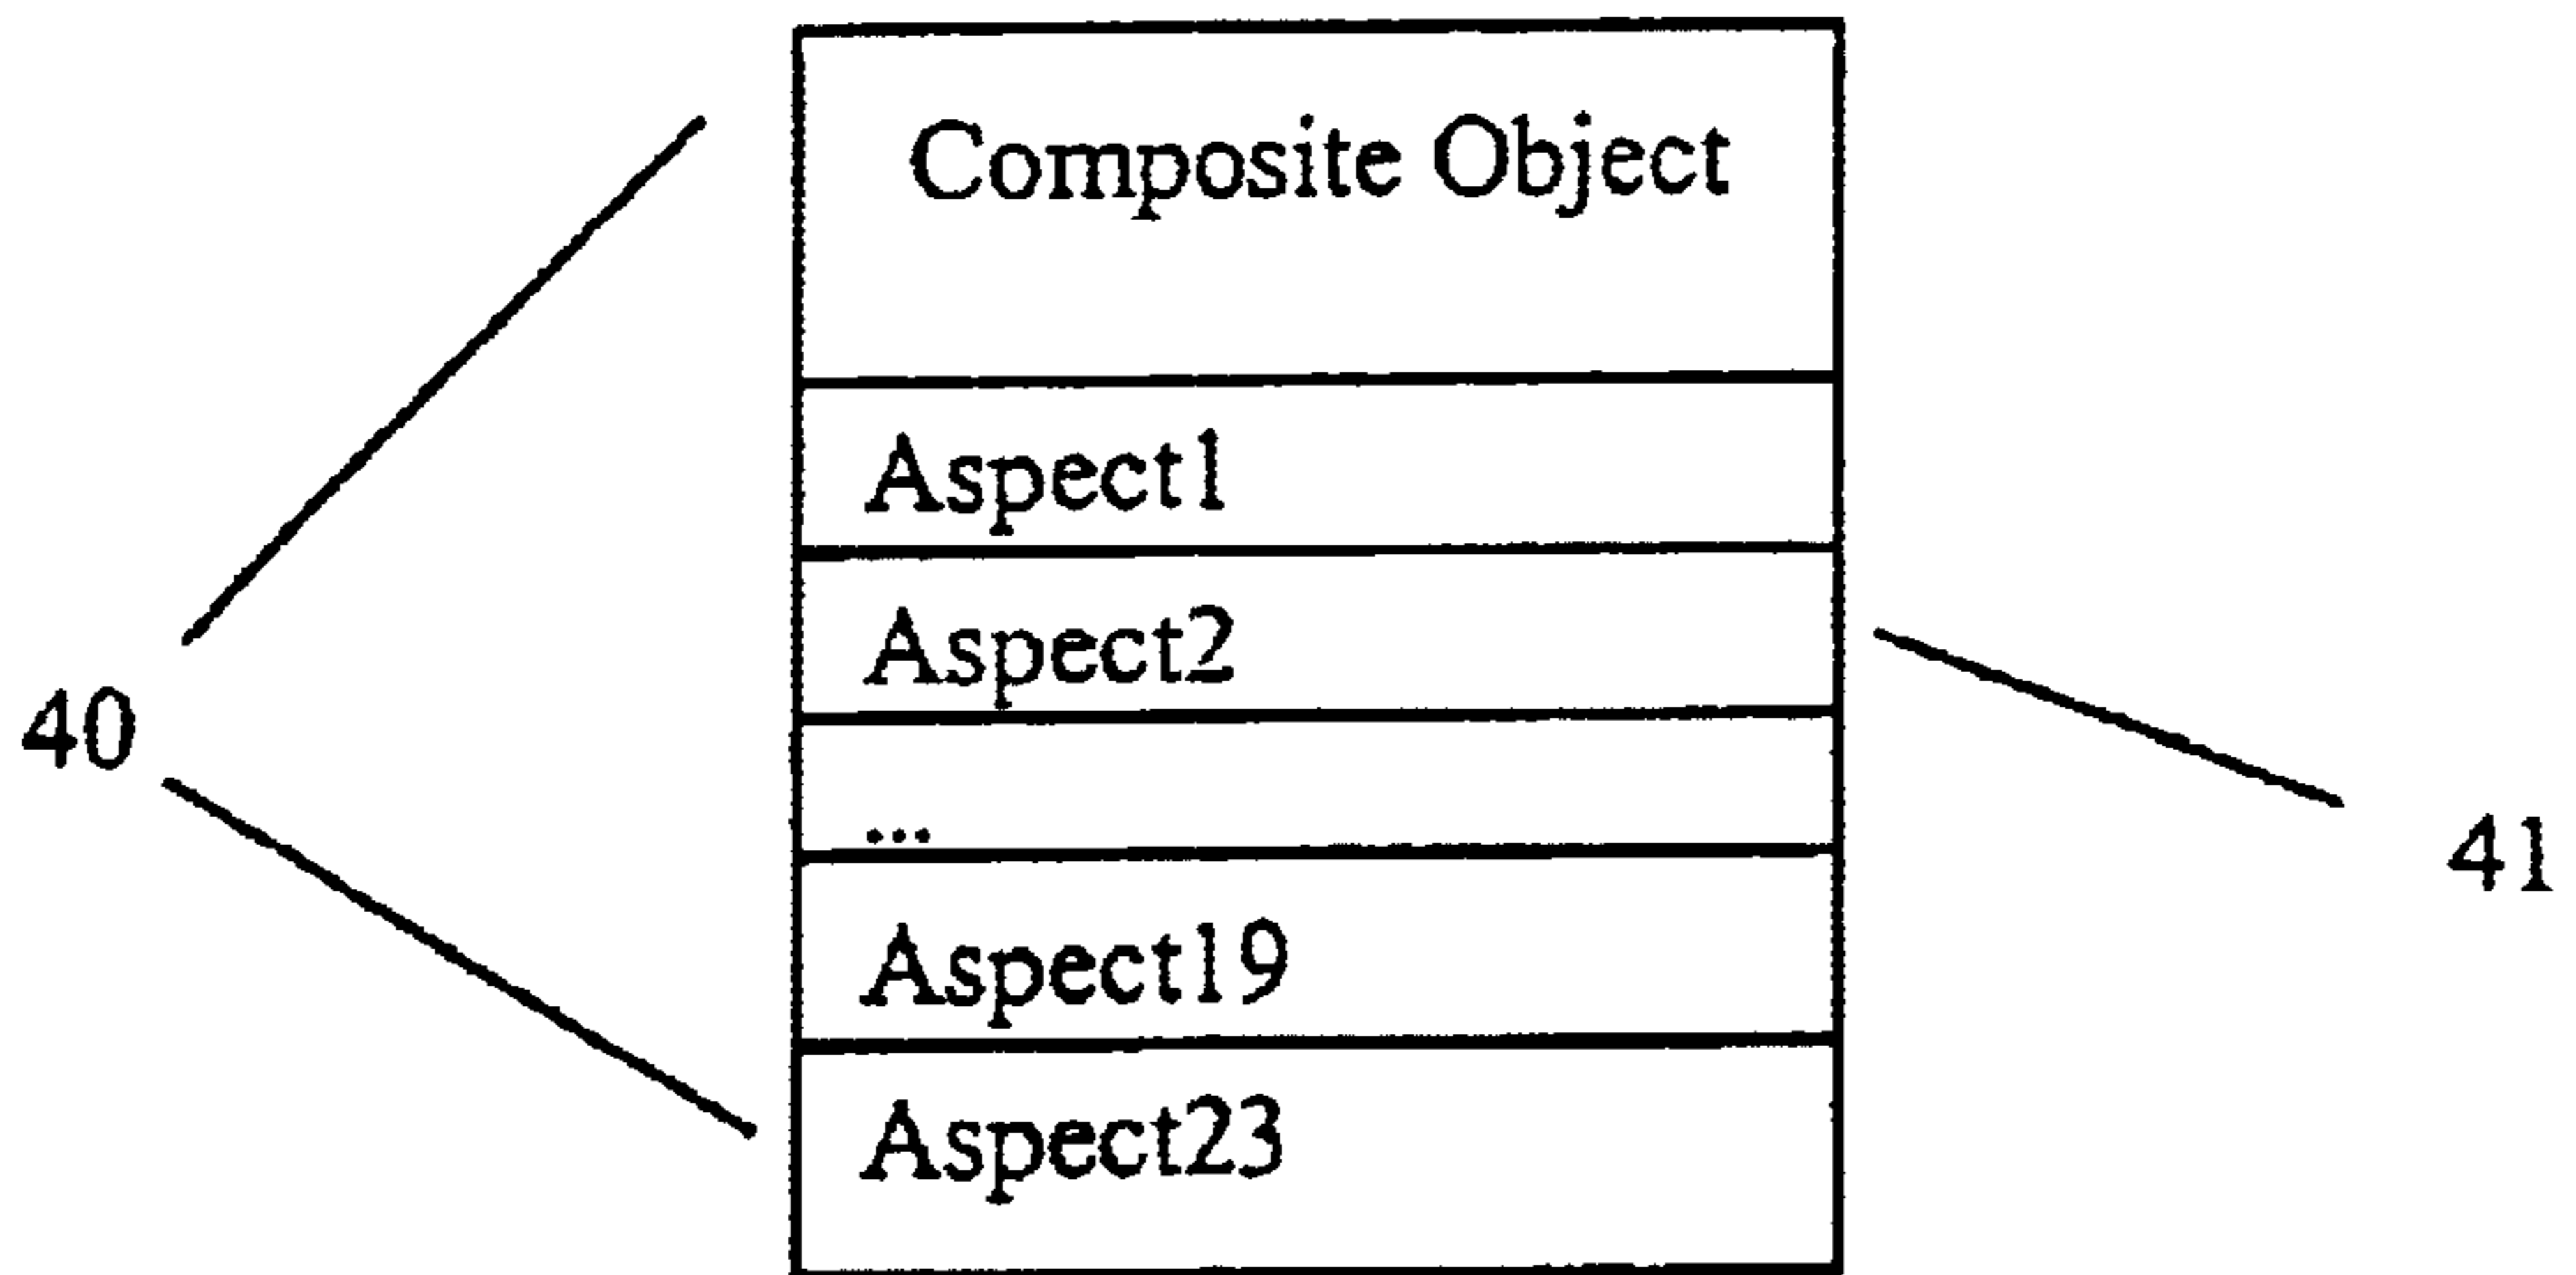 Composite Object
Aspect1
Aspect2
40
...
41
Aspect19
Aspect23